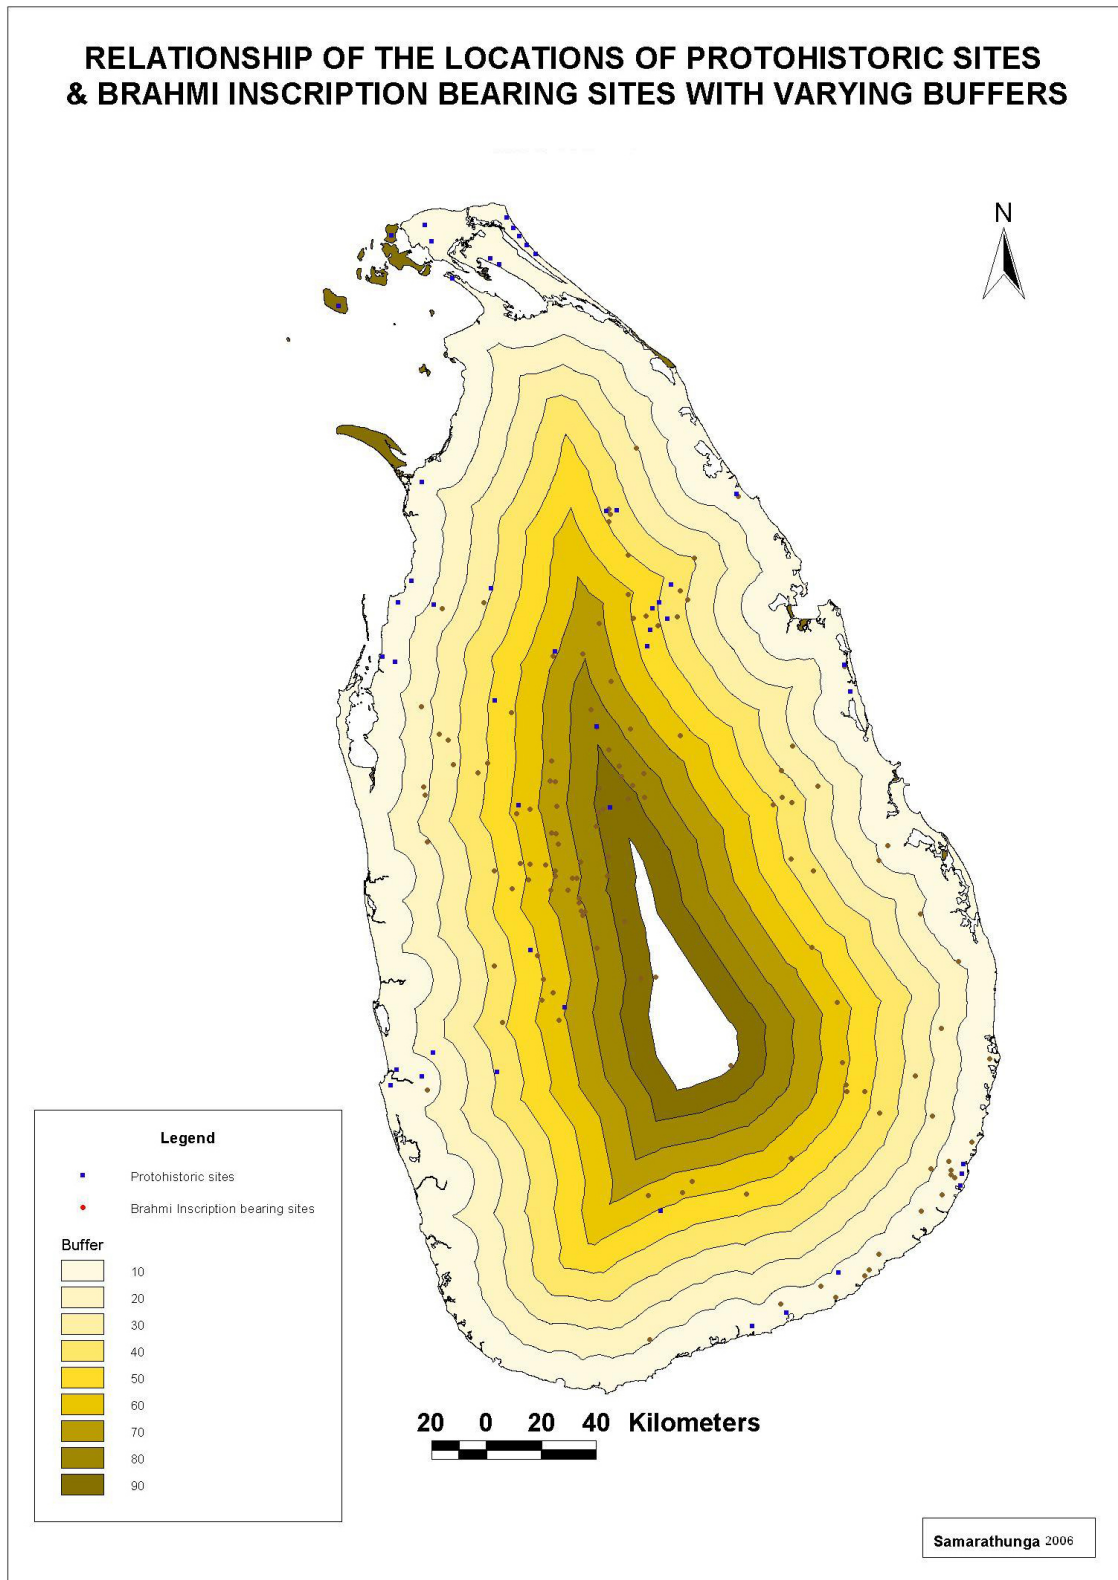 RELATIONSHIP OF THE LOCATIONS OF PROTOHISTORIC SITES
& BRAHMI INSCRIPTION BEARING SITES WITH VARYING BUFFERS
N
Legend
Protohistoric sites
Brahmi Inscription bearing sites
Buffer
10
20
30
40
50
60
70
80
90
20 0 20 40 Kilometers
Samarathunga 2006